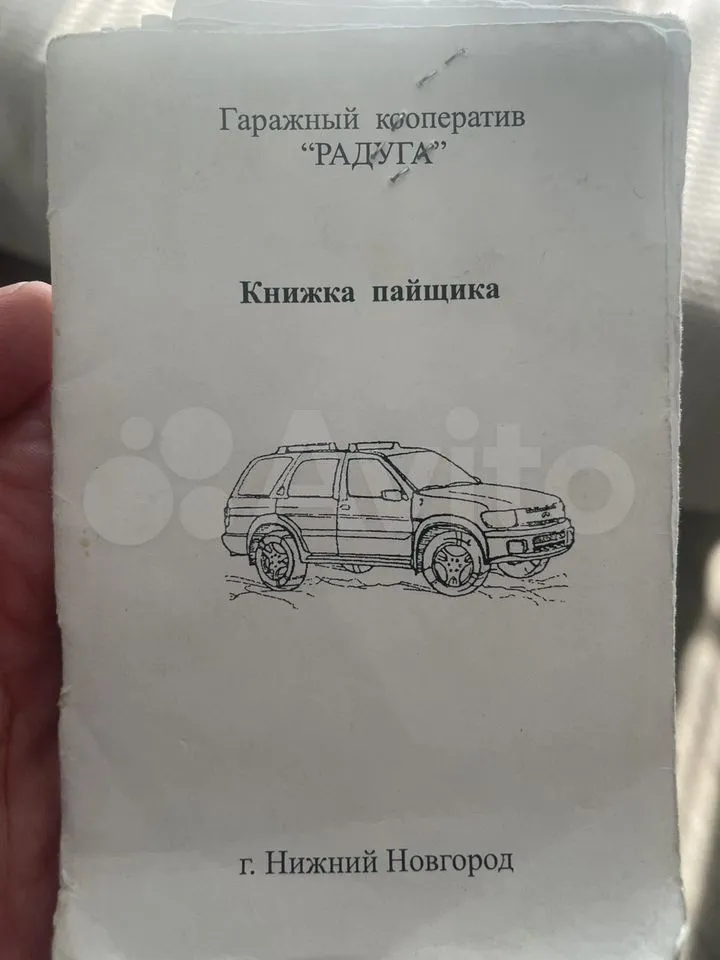 Гаражный кооператив
“РАДУГА”
Книжка пайщика
Avito
г. Нижний Новгород